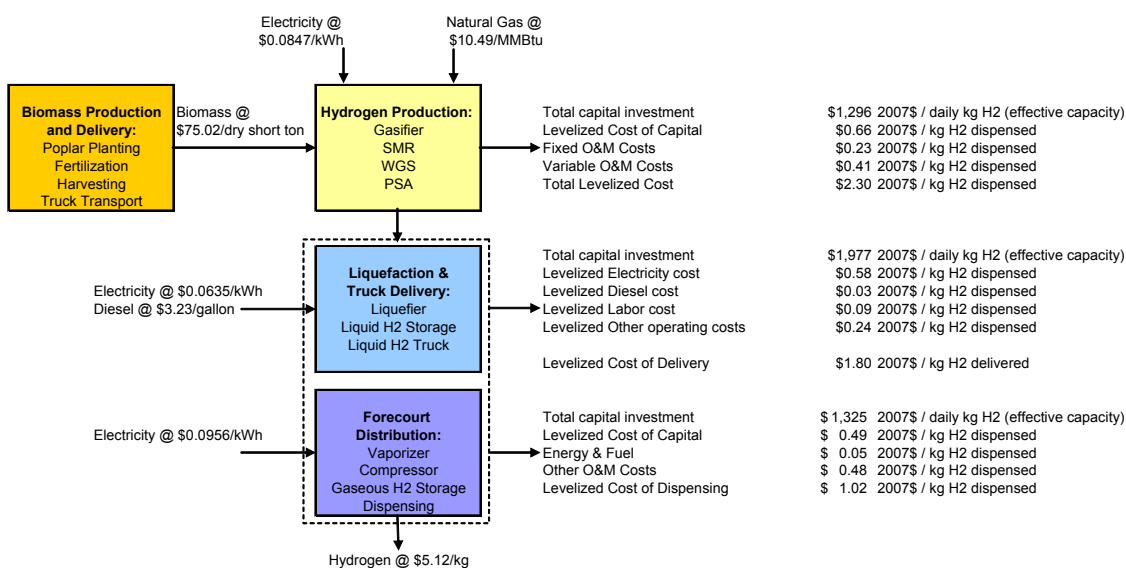 Electricity @
$0.0847/kWh
Natural Gas @
$10.49/MMBtu
Biomass Production
and Delivery:
Poplar Planting
Fertilization
Harvesting
Truck Transport
Biomass @
$75.02/dry short ton
Hydrogen Production:
Gasifier
SMR
WGS
PSA
Total capital investment $1,296 2007$ / daily kg H2 (effective capacity)
Levelized Cost of Capital $0.66 2007$ / kg H2 dispensed
Fixed O&M Costs $0.23 2007$ / kg H2 dispensed
Variable O&M Costs $0.41 2007$ / kg H2 dispensed
Total Levelized Cost $2.30 2007$ / kg H2 dispensed
Electricity @ $0.0635/kWh
Diesel @ $3.23/gallon
Liquefaction &
Truck Delivery:
Liquefier
Liquid H2 Storage
Liquid H2 Truck
Total capital investment $1,977 2007$ / daily kg H2 (effective capacity)
Levelized Electricity cost $0.58 2007$ / kg H2 dispensed
Levelized Diesel cost $0.03 2007$ / kg H2 dispensed
Levelized Labor cost $0.09 2007$ / kg H2 dispensed
Levelized Other operating costs $0.24 2007$ / kg H2 dispensed
Levelized Cost of Delivery $1.80 2007$ / kg H2 delivered
Electricity @ $0.0956/kWh
Forecourt
Distribution:
Vaporizer
Compressor
Gaseous H2 Storage
Dispensing
Total capital investment $ 1,325 2007$ / daily kg H2 (effective capacity)
Levelized Cost of Capital $ 0.49 2007$ / kg H2 dispensed
Energy & Fuel $ 0.05 2007$ / kg H2 dispensed
Other O&M Costs $ 0.48 2007$ / kg H2 dispensed
Levelized Cost of Dispensing $ 1.02 2007$ / kg H2 dispensed
Hydrogen @ $5.12/kg